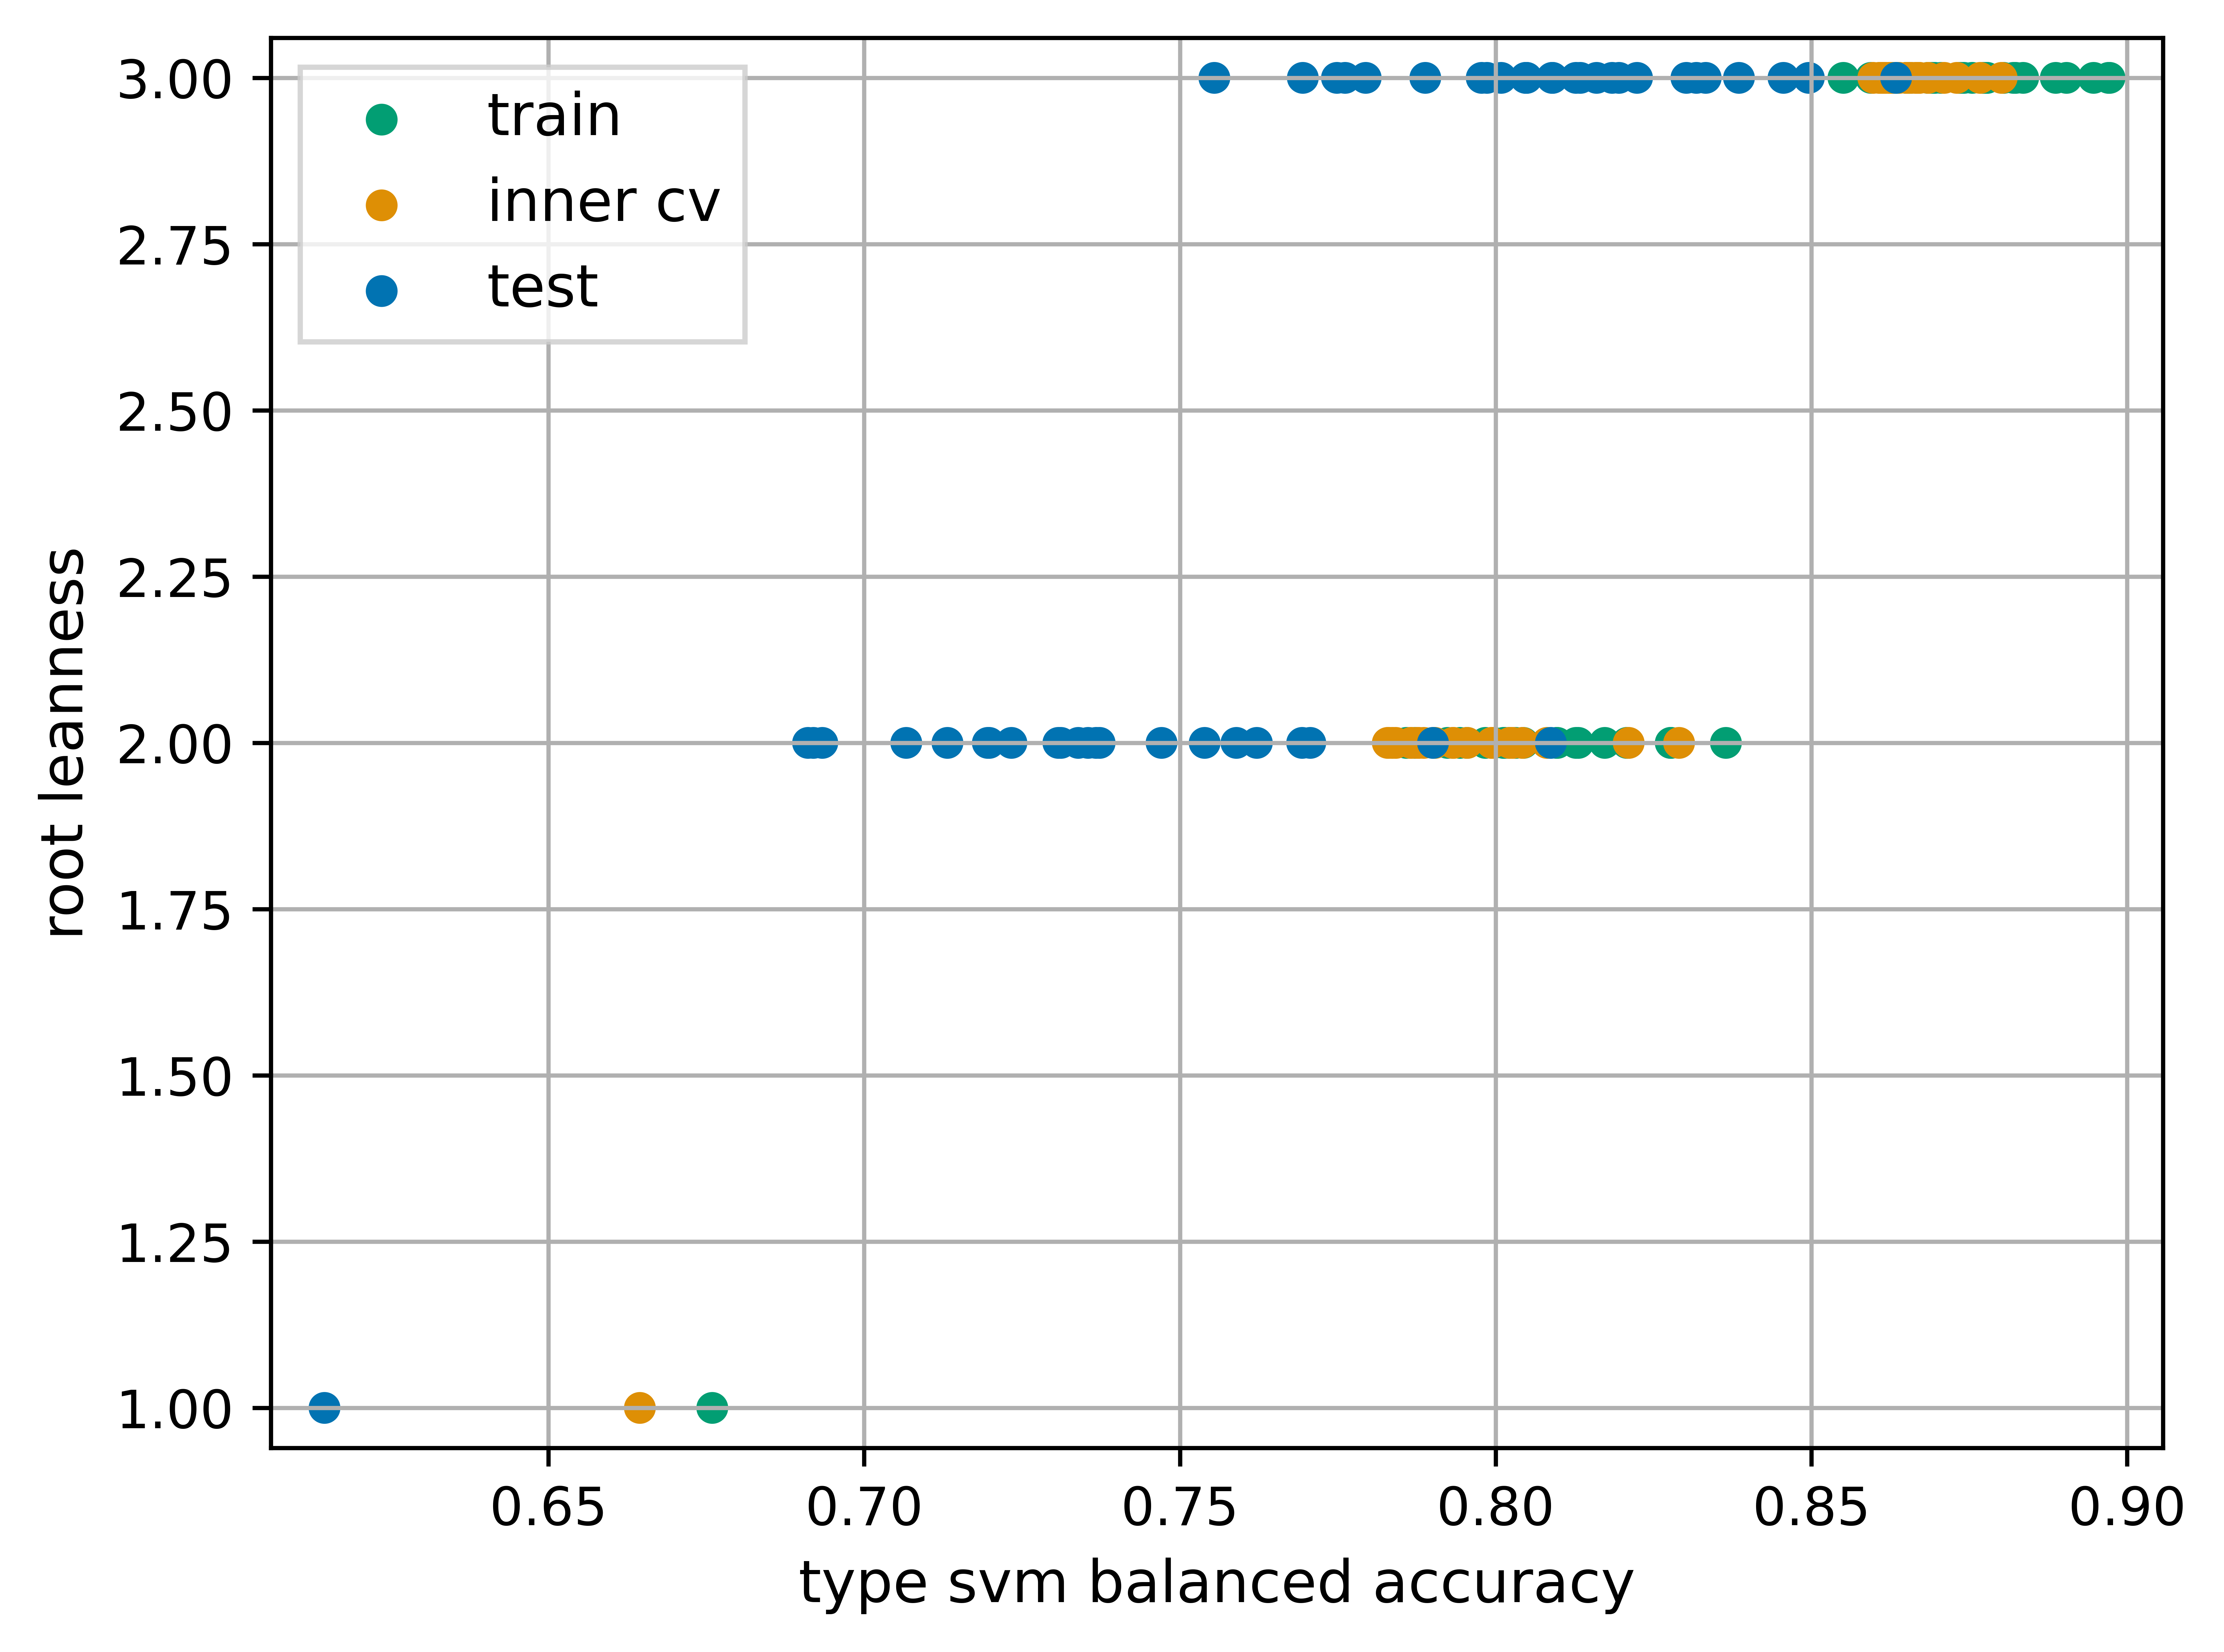 train
inner cv
test
3.00
2.75
2.50
2.25
2.00
1.75
1.50
1.25
1.00
root leanness
0.65 0.70 0.75 0.80 0.85 0.90
type svm balanced accuracy